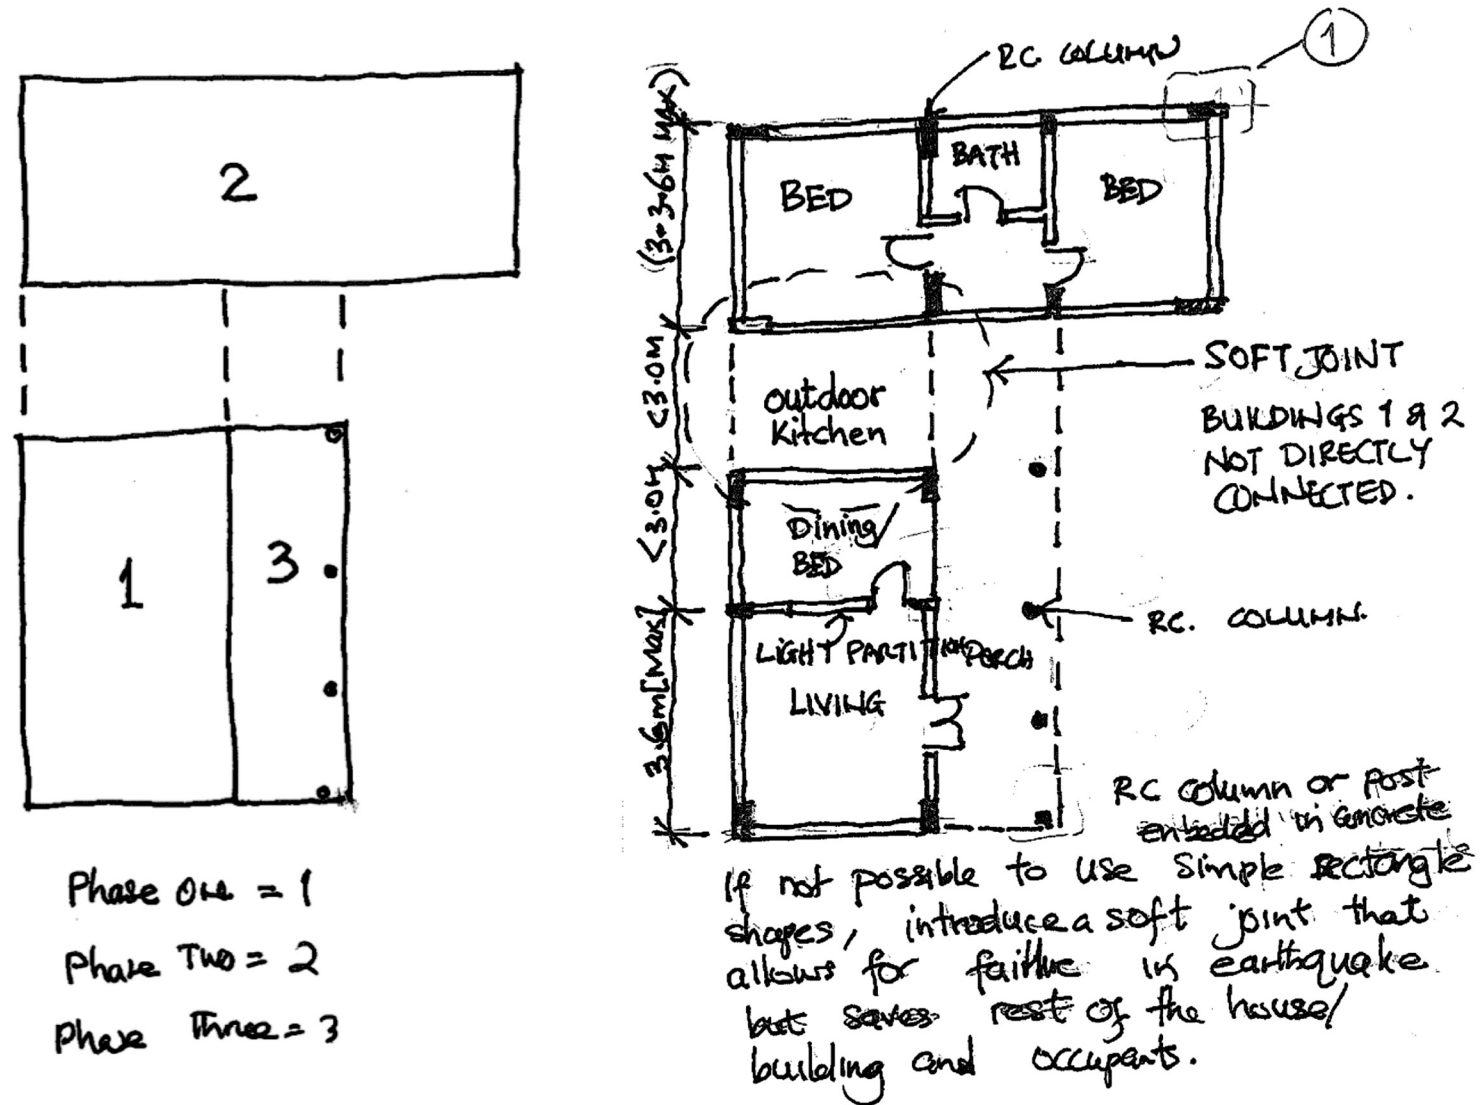 2
1
3
Phase One = 1
Phase Two = 2
Phase Three = 3
RC COLUMN
1
(3-3.6M MAX)
<3.0M
<3.0M
3.6M[MAX]
BED
BATH
BED
outdoor
Kitchen
SOFT JOINT
BUILDINGS 1 & 2
NOT DIRECTLY
CONNECTED.
Dining/
BED
LIGHT PARTITION
PORCH
LIVING
RC. COLUMN.
RC column or Post
embedded in concrete
If not possible to use simple rectangle
shapes, introduce a soft joint that
allows for failure in earthquake
but saves rest of the house/
building and occupants.